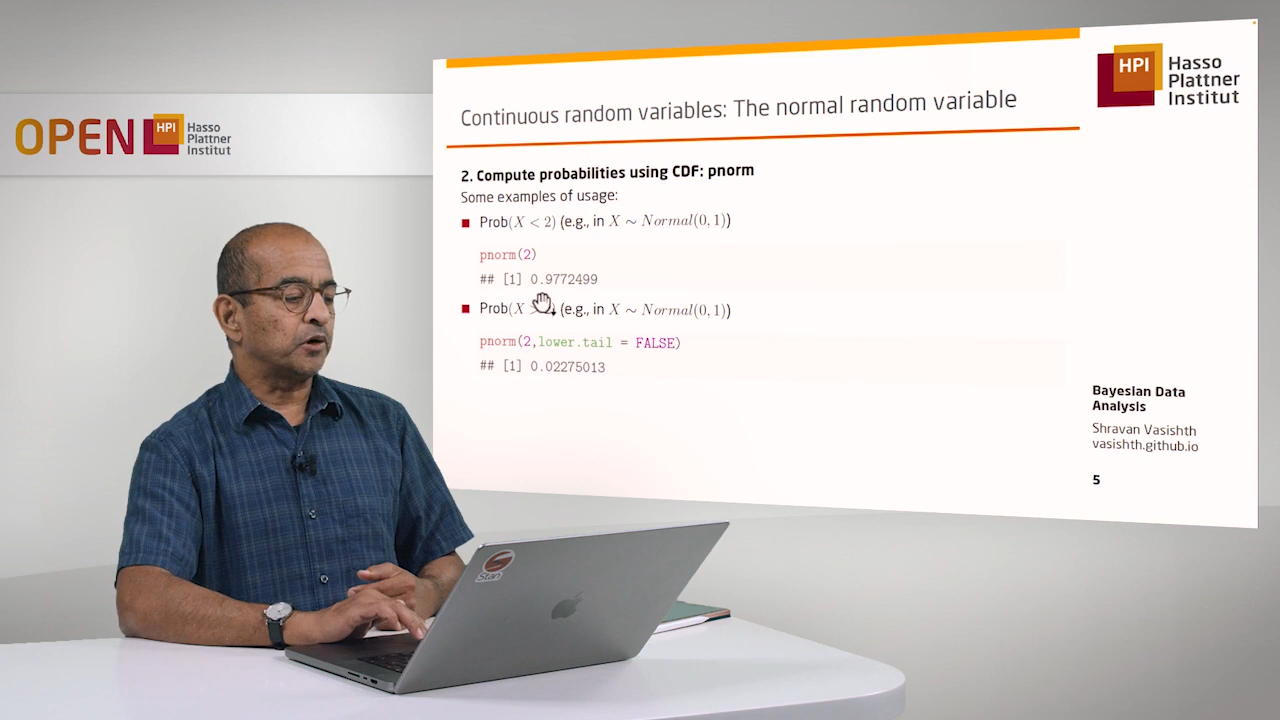 OPEN HPI Hasso
Plattner
Institut
Continuous random variables: The normal random variable
HPI Hasso
Plattner
Institut
2. Compute probabilities using CDF: pnorm
Some examples of usage:
Prob(X < 2) (e.g., in X ∼ Normal(0, 1))
pnorm(2)
## [1] 0.9772499
Prob(X (e.g., in X ∼ Normal(0, 1))
pnorm(2,lower.tail = FALSE)
## [1] 0.02275013
Bayesian Data
Analysis
Shravan Vasishth
vasishth.github.io
5
Stan